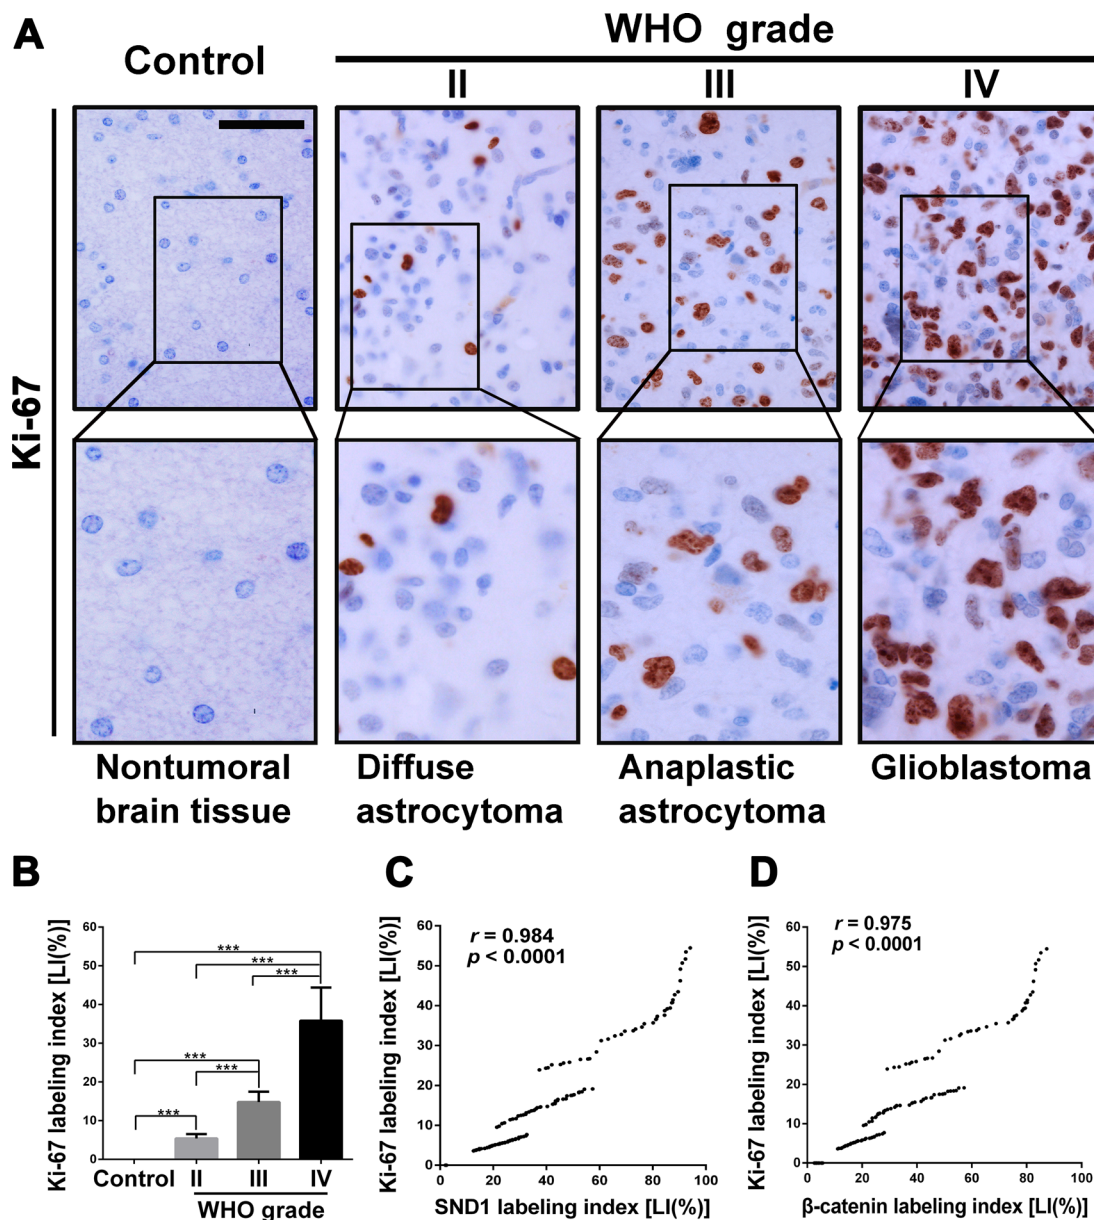 A
WHO grade
Control
II
III
IV
Ki-67
Nontumoral
brain tissue
Diffuse
astrocytoma
Anaplastic
astrocytoma
Glioblastoma
B
Ki-67 labeling index [LI(%)]
60
50
40
30
20
10
0
***
***
***
***
***
***
Control
II
III
IV
WHO grade
C
Ki-67 labeling index [LI(%)]
60
50
40
30
20
10
0
r = 0.984
p < 0.0001
0 20 40 60 80 100
SND1 labeling index [LI(%)]
D
Ki-67 labeling index [LI(%)]
60
50
40
30
20
10
0
r = 0.975
p < 0.0001
0 20 40 60 80 100
β-catenin labeling index [LI(%)]